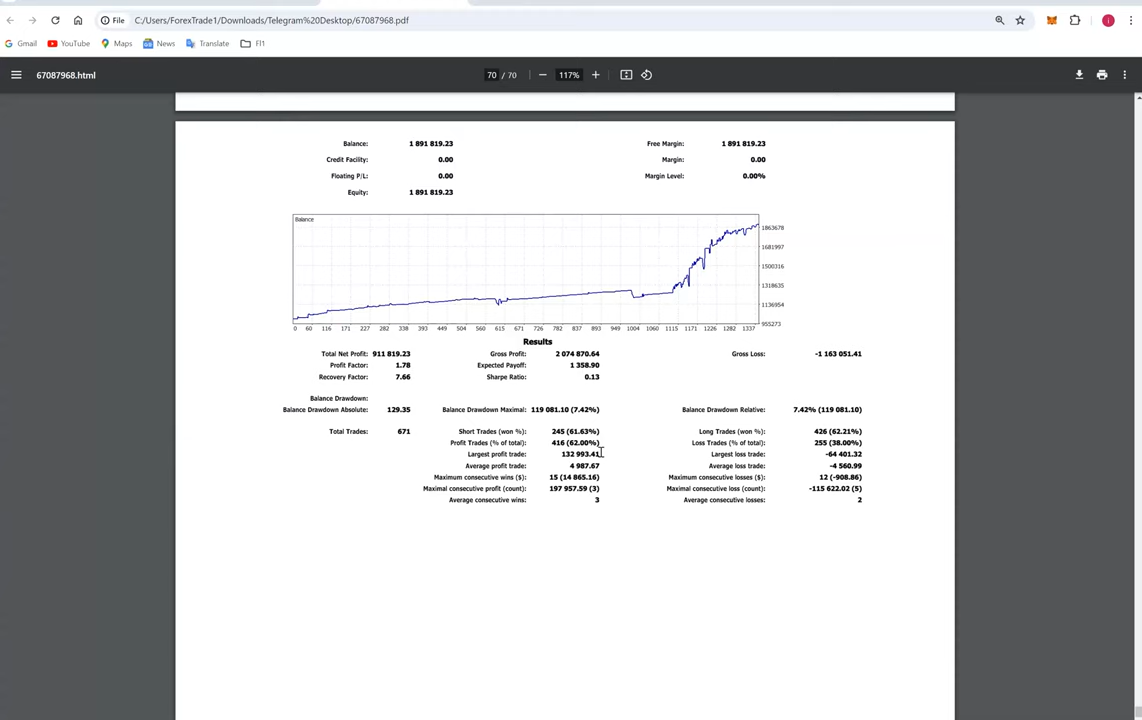 File C:/Users/ForexTrade1/Downloads/Telegram%20Desktop/67087968.pdf
Gmail YouTube Maps News Translate Fl1
67087968.html 70 / 70 117%
Balance: 1 891 819.23 Free Margin: 1 891 819.23
Credit Facility: 0.00 Margin: 0.00
Floating P/L: 0.00 Margin Level: 0.00%
Equity: 1 891 819.23
Balance
1863678
1681997
1500316
1318635
1136954
955273
0 60 116 171 227 282 338 393 449 504 560 615 671 726 782 838 893 949 1004 1060 1115 1171 1226 1282 1337
Results
Total Net Profit: 911 819.23 Gross Profit: 2 074 870.64 Gross Loss: -1 163 051.41
Profit Factor: 1.78 Expected Payoff: 1 358.90
Recovery Factor: 7.66 Sharpe Ratio: 0.13
Balance Drawdown:
Balance Drawdown Absolute: 129.35 Balance Drawdown Maximal: 119 081.10 (7.42%) Balance Drawdown Relative: 7.42% (119 081.10)
Total Trades: 671 Short Trades (won %): 245 (61.63%) Long Trades (won %): 426 (62.21%)
Profit Trades (% of total): 416 (62.00%) Loss Trades (% of total): 255 (38.00%)
Largest profit trade: 132 993.41 Largest loss trade: -64 401.32
Average profit trade: 4 987.67 Average loss trade: -4 560.99
Maximum consecutive wins ($): 15 (14 865.16) Maximum consecutive losses ($): 12 (-908.86)
Maximal consecutive profit (count): 197 957.59 (3) Maximal consecutive loss (count): -115 622.02 (5)
Average consecutive wins: 3 Average consecutive losses: 2